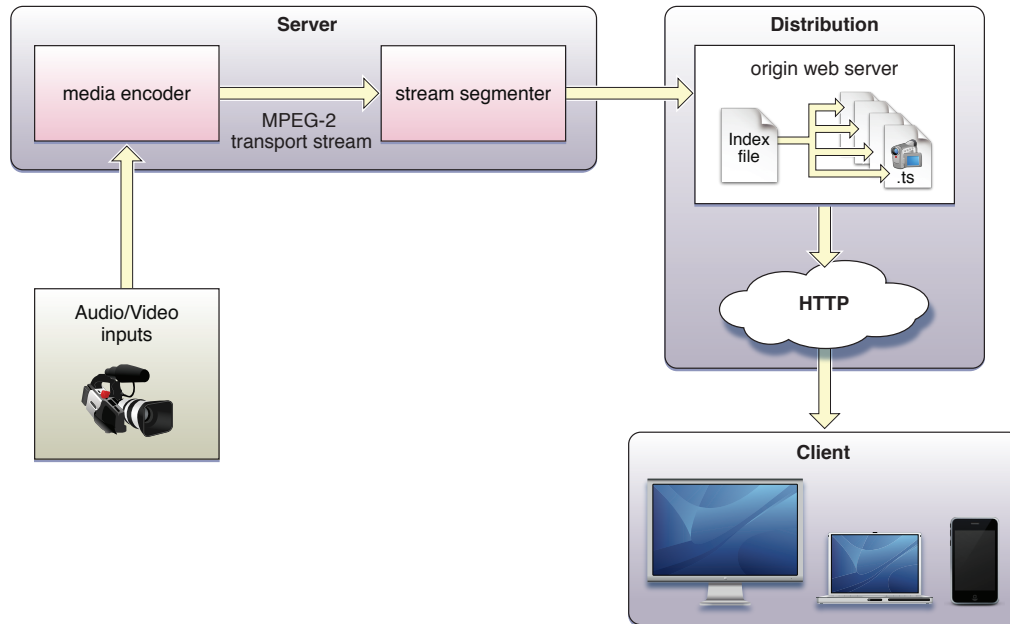 Server
media encoder
MPEG-2
transport stream
stream segmenter
Distribution
origin web server
Index
file
.ts
HTTP
Audio/Video
inputs
Client